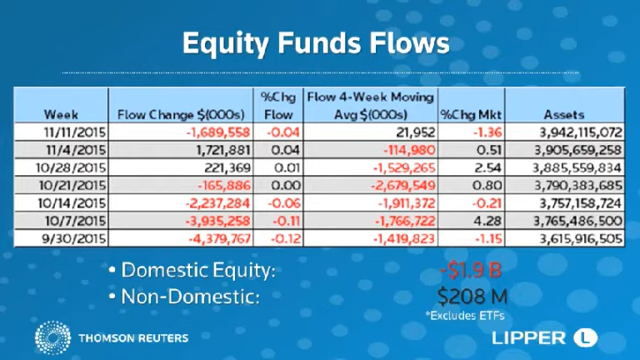 Equity Funds Flows
Week Flow Change $(000s) %Chg Flow Flow 4-Week Moving Avg $(000s) %Chg Mkt Assets
11/11/2015 -1,689,558 -0.04 21,952 -1.36 3,942,115,072
11/4/2015 1,721,881 0.04 -114,980 0.51 3,905,659,258
10/28/2015 221,369 0.01 -1,529,265 2.54 3,885,559,834
10/21/2015 -165,886 0.00 -2,679,549 0.80 3,790,383,685
10/14/2015 -2,237,284 -0.06 -1,911,372 -0.21 3,757,158,724
10/7/2015 -3,935,258 -0.11 -1,766,722 4.28 3,765,486,500
9/30/2015 -4,379,767 -0.12 -1,419,823 -1.15 3,615,916,505
• Domestic Equity: -$1.9 B
• Non-Domestic: $208 M
*Excludes ETFs
THOMSON REUTERS LIPPER L